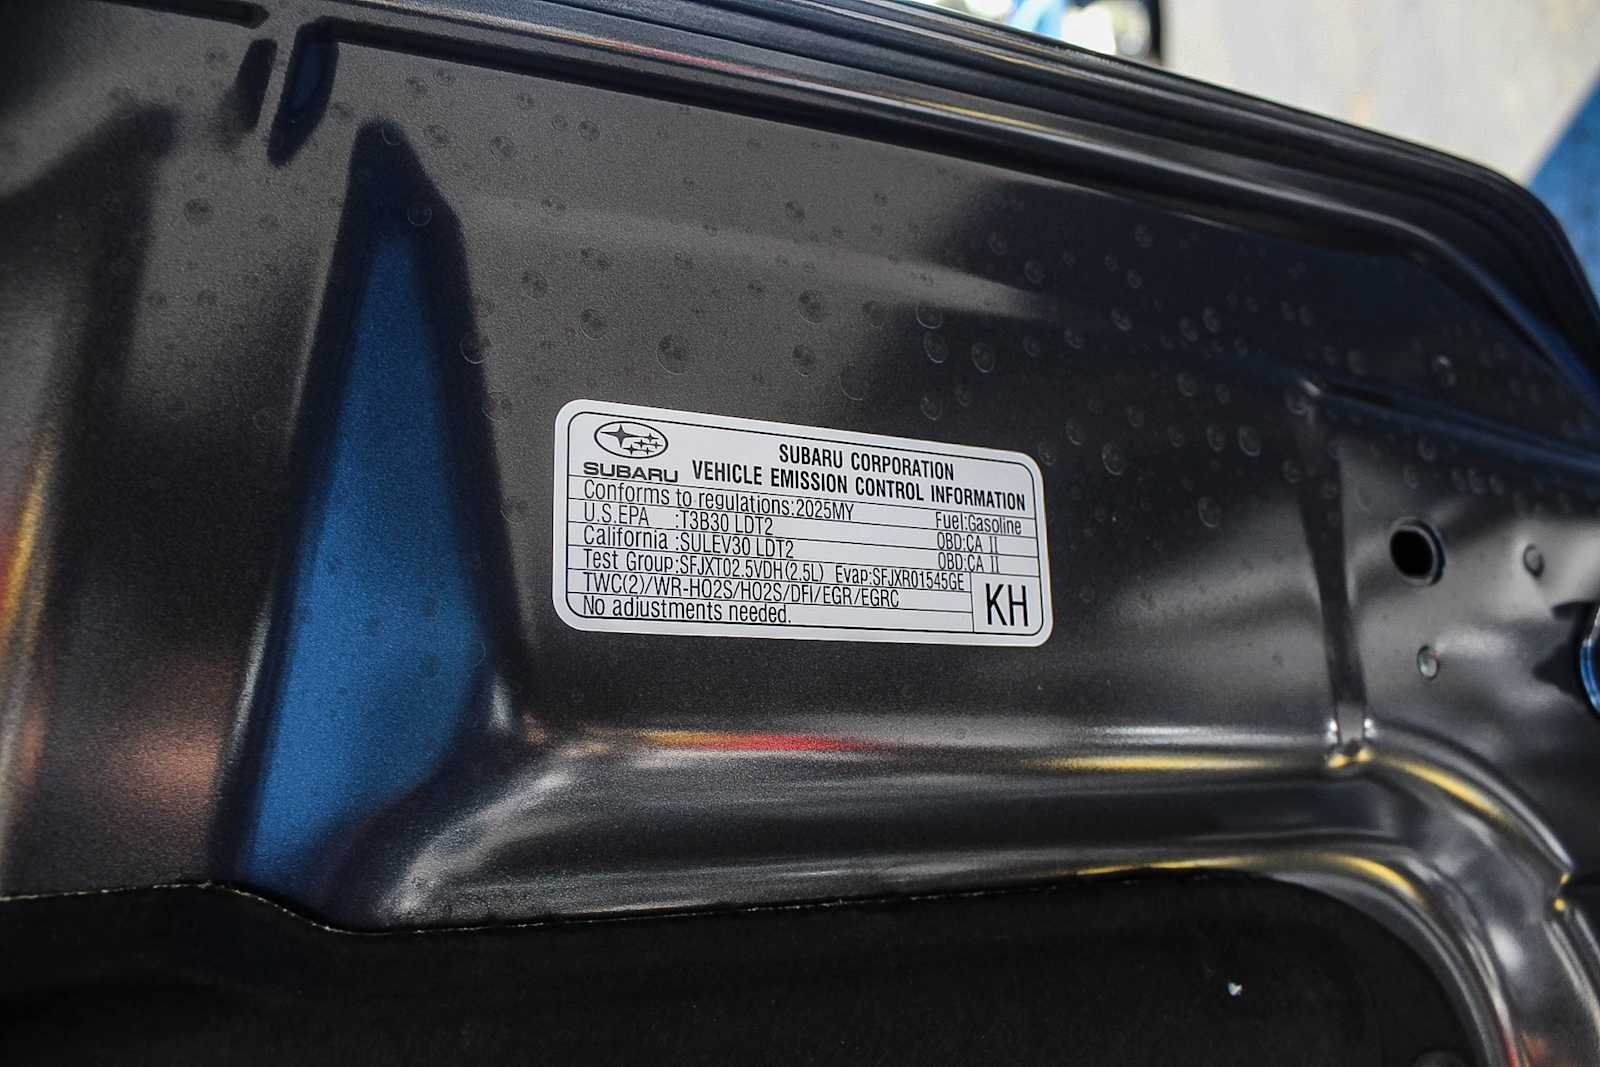 SUBARU
SUBARU CORPORATION
VEHICLE EMISSION CONTROL INFORMATION
Conforms to regulations:2025MY Fuel:Gasoline
U.S.EPA :T3B30 LDT2 OBD:CA II
California :SULEV30 LDT2 OBD:CA II
Test Group:SFJXT02.5VDH(2.5L) Evap:SFJXR01545GE
TWC(2)/WR-HO2S/HO2S/DFI/EGR/EGRC
No adjustments needed.
KH